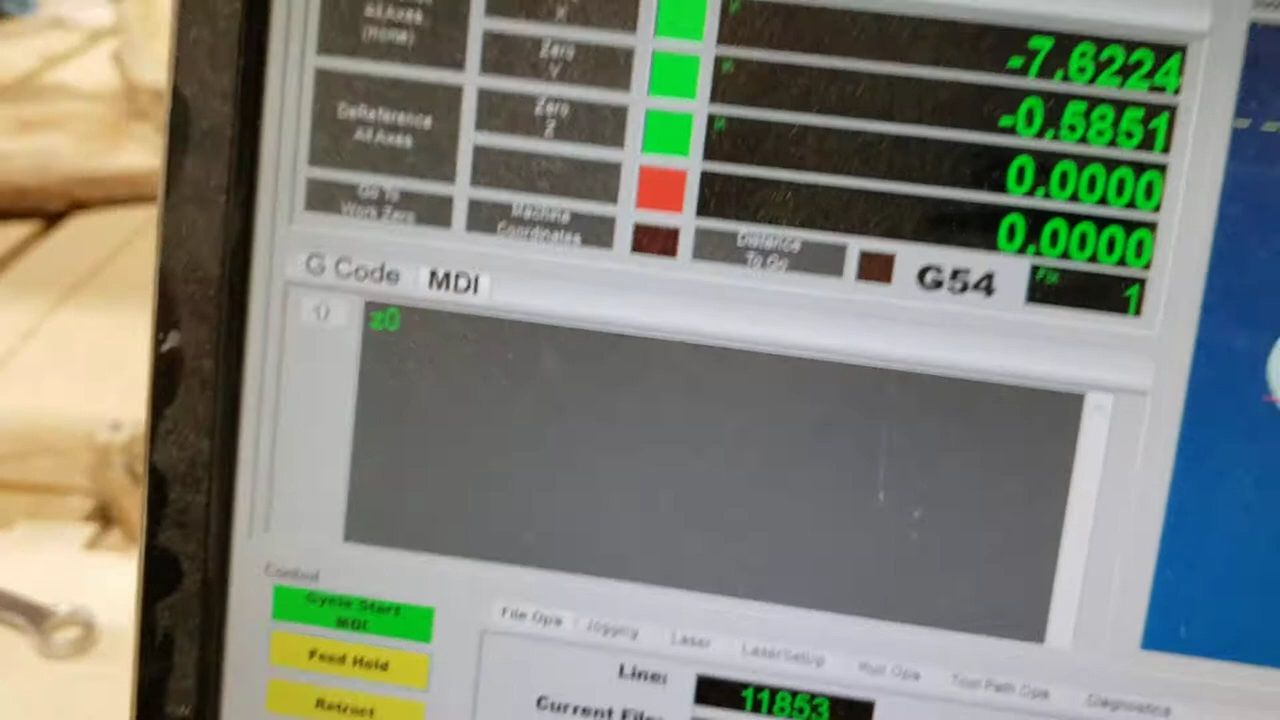 All Axes
(home)
X
-7.6224
Zero
Y
-0.5851
DeReference
All Axes
Zero
Z
0.0000
0.0000
Go To
Work Zero
Machine
Coordinates
Distance
To Go
G54
1
G Code MDI
z0
Control
Cycle Start
MDI
Feed Hold
Retract
File Ops Jogging Laser Laser Setup Mult Ops Tool Path Ops Diagnostics
Line: 11853
Current File: